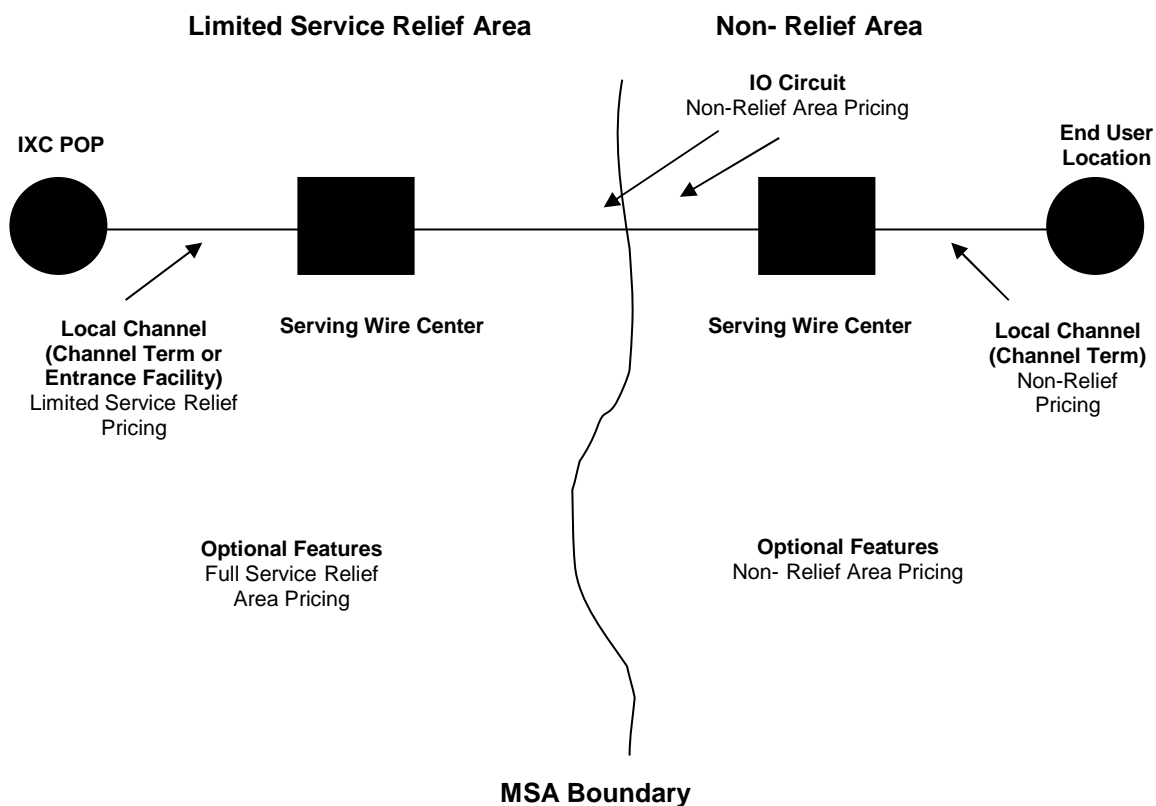 Limited Service Relief Area
Non- Relief Area
IO Circuit
Non-Relief Area Pricing
IXC POP
End User
Location
Local Channel
(Channel Term or
Entrance Facility)
Limited Service Relief
Pricing
Serving Wire Center
Serving Wire Center
Local Channel
(Channel Term)
Non-Relief
Pricing
Optional Features
Full Service Relief
Area Pricing
Optional Features
Non- Relief Area Pricing
MSA Boundary